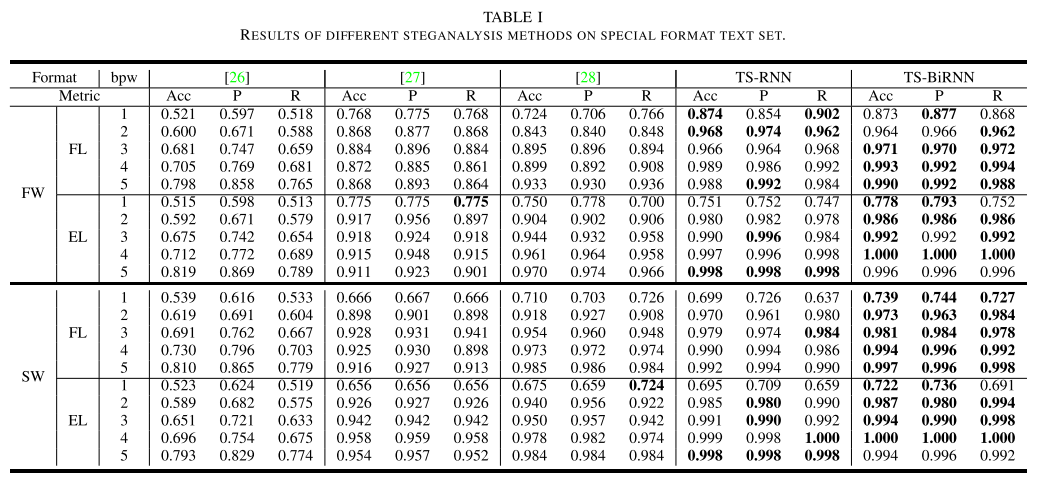 TABLE I
RESULTS OF DIFFERENT STEGANALYSIS METHODS ON SPECIAL FORMAT TEXT SET.
Format bpw [26] [27] [28] TS-RNN TS-BiRNN
Metric Acc P R Acc P R Acc P R Acc P R Acc P R
1 0.521 0.597 0.518 0.768 0.775 0.768 0.724 0.706 0.766 0.874 0.854 0.902 0.873 0.877 0.868
2 0.600 0.671 0.588 0.868 0.877 0.868 0.843 0.840 0.848 0.968 0.974 0.962 0.964 0.966 0.962
FL 3 0.681 0.747 0.659 0.884 0.896 0.884 0.895 0.896 0.894 0.966 0.964 0.968 0.971 0.970 0.972
4 0.705 0.769 0.681 0.872 0.885 0.861 0.899 0.892 0.908 0.989 0.986 0.992 0.993 0.992 0.994
5 0.798 0.858 0.765 0.868 0.893 0.864 0.933 0.930 0.936 0.988 0.992 0.984 0.990 0.992 0.988
FW
1 0.515 0.598 0.513 0.775 0.775 0.775 0.750 0.778 0.700 0.751 0.752 0.747 0.778 0.793 0.752
2 0.592 0.671 0.579 0.917 0.956 0.897 0.904 0.902 0.906 0.980 0.982 0.978 0.986 0.986 0.986
EL 3 0.675 0.742 0.654 0.918 0.924 0.918 0.944 0.932 0.958 0.990 0.996 0.984 0.992 0.992 0.992
4 0.712 0.772 0.689 0.915 0.948 0.915 0.961 0.964 0.958 0.997 0.996 0.998 1.000 1.000 1.000
5 0.819 0.869 0.789 0.911 0.923 0.901 0.970 0.974 0.966 0.998 0.998 0.998 0.996 0.996 0.996
1 0.539 0.616 0.533 0.666 0.667 0.666 0.710 0.703 0.726 0.699 0.726 0.637 0.739 0.744 0.727
2 0.619 0.691 0.604 0.898 0.901 0.898 0.918 0.927 0.908 0.970 0.961 0.980 0.973 0.963 0.984
FL 3 0.691 0.762 0.667 0.928 0.931 0.941 0.954 0.960 0.948 0.979 0.974 0.984 0.981 0.984 0.978
4 0.730 0.796 0.703 0.925 0.930 0.898 0.973 0.972 0.974 0.990 0.994 0.986 0.994 0.996 0.992
5 0.810 0.865 0.779 0.916 0.927 0.913 0.985 0.986 0.984 0.992 0.994 0.990 0.997 0.996 0.998
SW
1 0.523 0.624 0.519 0.656 0.656 0.656 0.675 0.659 0.724 0.695 0.709 0.659 0.722 0.736 0.691
2 0.589 0.682 0.575 0.926 0.927 0.926 0.940 0.956 0.922 0.985 0.980 0.990 0.987 0.980 0.994
EL 3 0.651 0.721 0.633 0.942 0.942 0.942 0.950 0.957 0.942 0.991 0.990 0.992 0.994 0.990 0.998
4 0.696 0.754 0.675 0.958 0.959 0.958 0.978 0.982 0.974 0.999 0.998 1.000 1.000 1.000 1.000
5 0.793 0.829 0.774 0.954 0.957 0.952 0.984 0.984 0.984 0.998 0.998 0.998 0.994 0.996 0.992